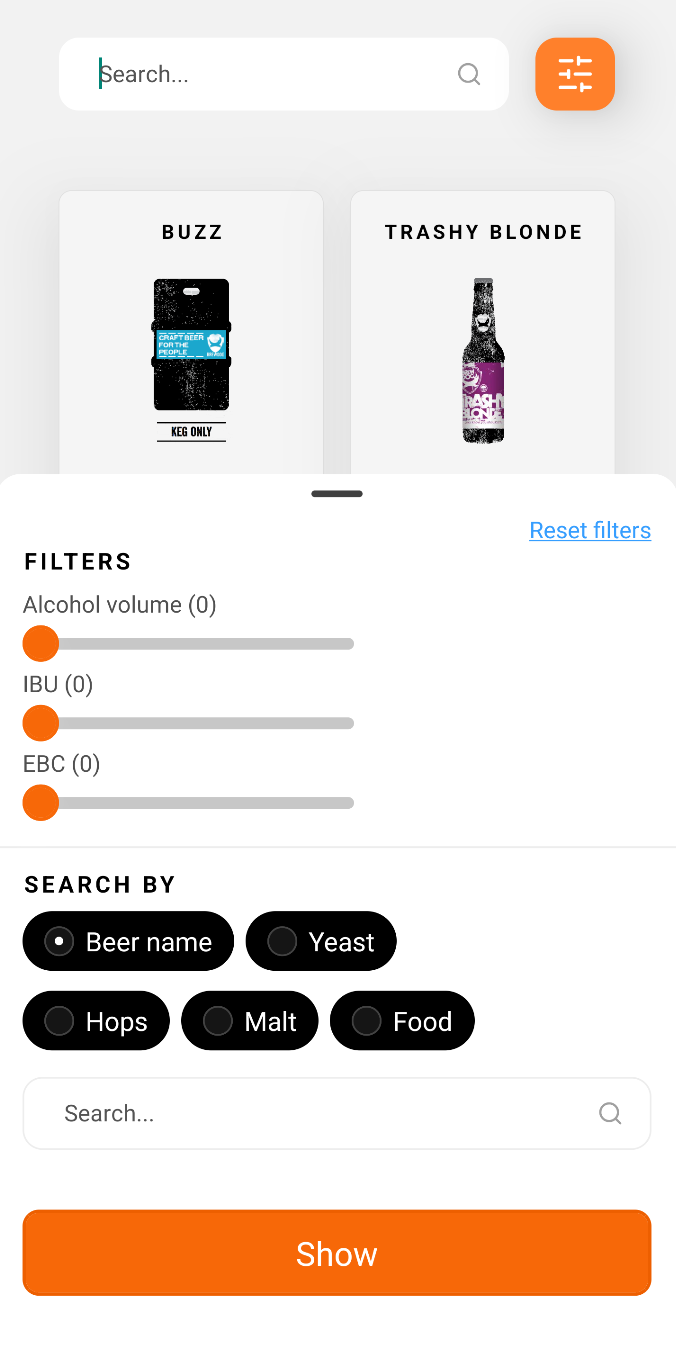 Search...
BUZZ
TRASHY BLONDE
CRAFT BEER
FOR THE
PEOPLE
KEG ONLY
TRASHY
BLONDE
Reset filters
FILTERS
Alcohol volume (0)
IBU (0)
EBC (0)
SEARCH BY
Beer name
Yeast
Hops
Malt
Food
Search...
Show